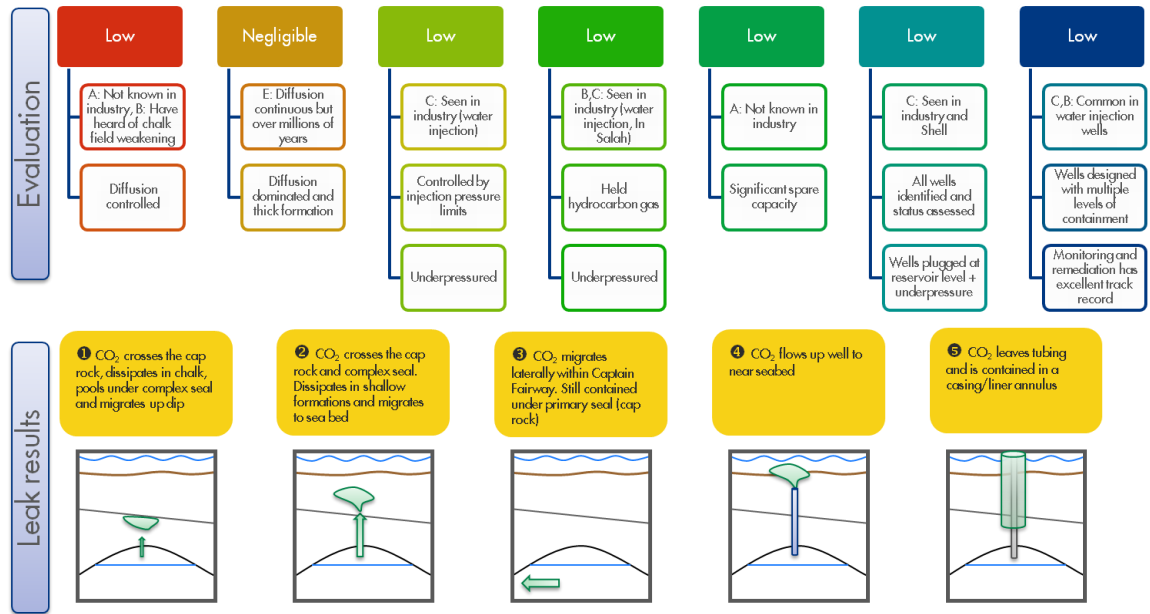 Evaluation
Low
A: Not known in
industry, B: Have
heard of chalk
field weakening
Diffusion
controlled
Negligible
E: Diffusion
continuous but
over millions of
years
Diffusion
dominated and
thick formation
Low
C: Seen in
industry (water
injection)
Controlled by
injection pressure
limits
Underpressured
Low
B,C: Seen in
industry (water
injection, In
Salah)
Held
hydrocarbon gas
Underpressured
Low
A: Not known in
industry
Significant spare
capacity
Low
C: Seen in
industry and
Shell
All wells
identified and
status assessed
Wells plugged at
reservoir level +
underpressure
Low
C,B: Common in
water injection
wells
Wells designed
with multiple
levels of
containment
Monitoring and
remediation has
excellent track
record
Leak results
❶ CO₂ crosses the cap
rock, dissipates in chalk,
pools under complex seal
and migrates up dip
❷ CO₂ crosses the cap
rock and complex seal.
Dissipates in shallow
formations and migrates
to sea bed
❸ CO₂ migrates
laterally within Captain
Fairway. Still contained
under primary seal (cap
rock)
❹ CO₂ flows up well to
near seabed
❺ CO₂ leaves tubing
and is contained in a
casing/liner annulus